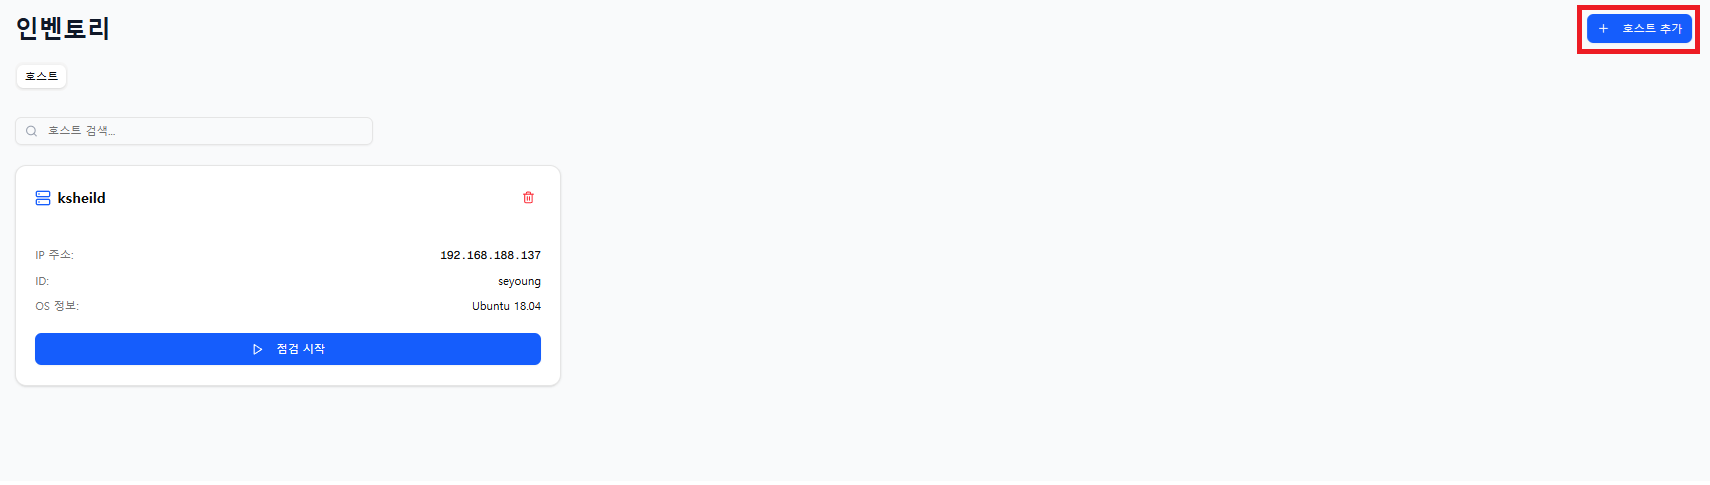 인벤토리
호스트 추가
호스트
호스트 검색...
ksheild
IP 주소: 192.168.188.137
ID: seyoung
OS 정보: Ubuntu 18.04
점검 시작